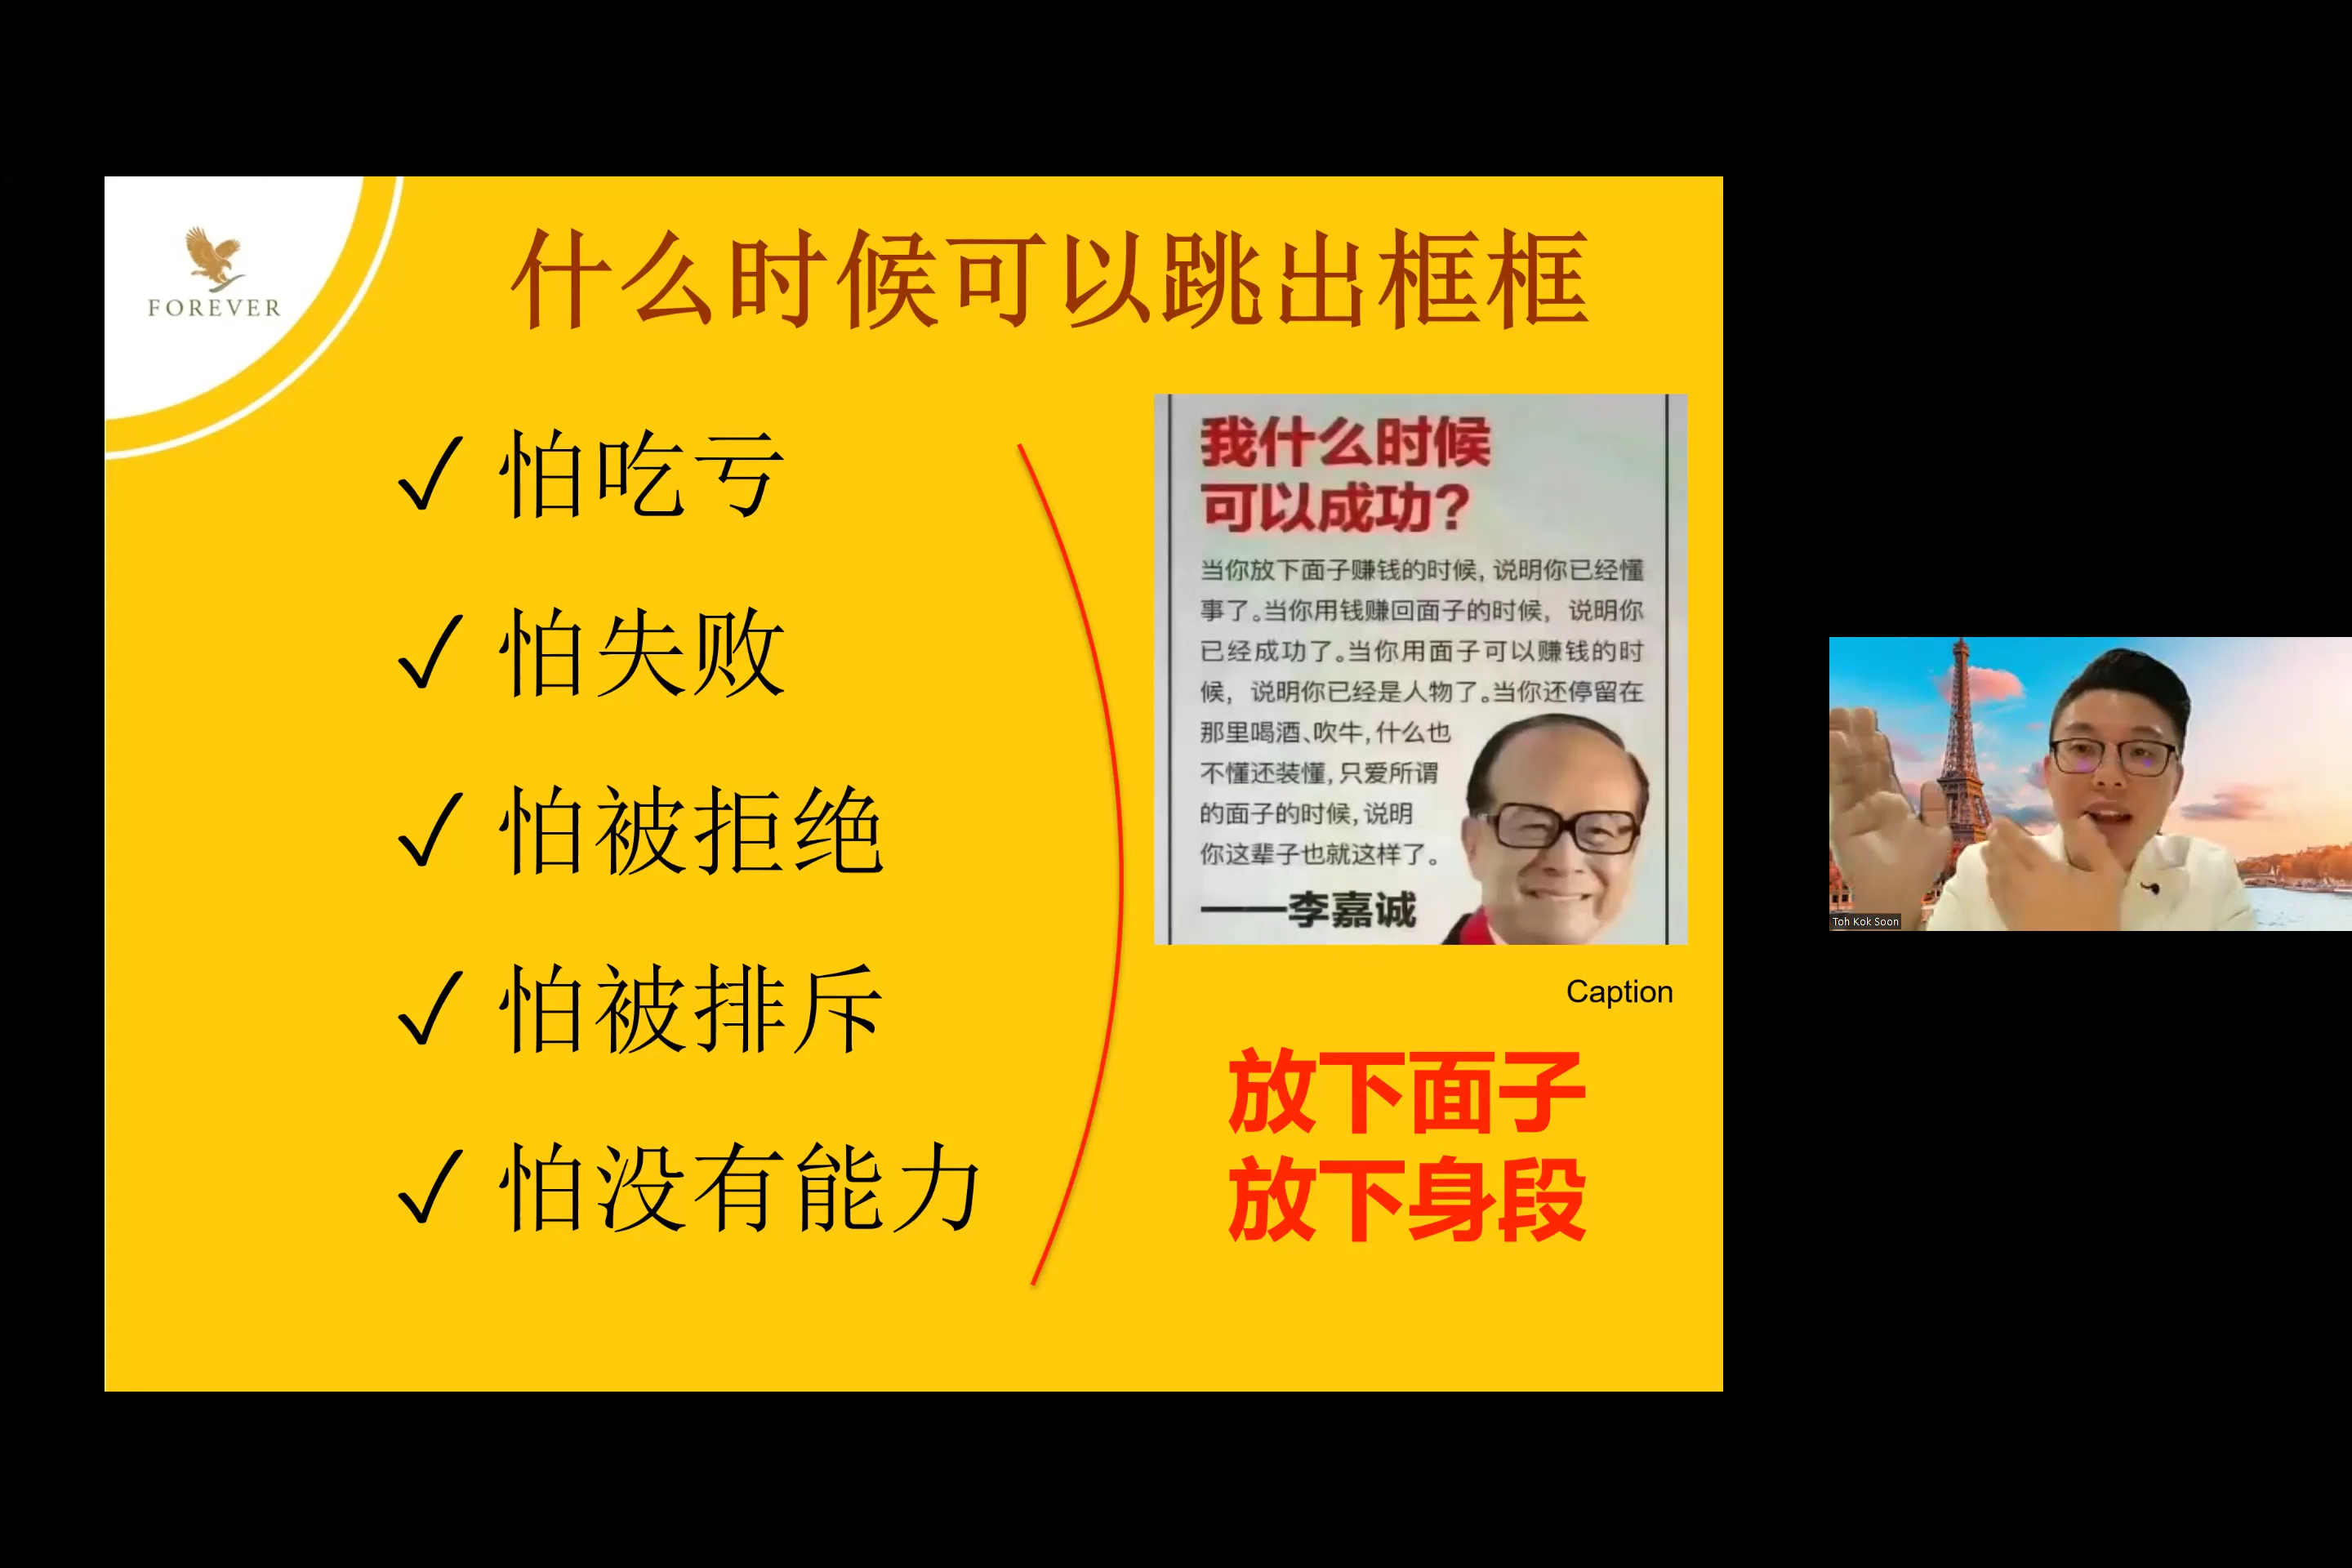 FOREVER
什么时候可以跳出框框
✓ 怕吃亏
✓ 怕失败
✓ 怕被拒绝
✓ 怕被排斥
✓ 怕没有能力
我什么时候
可以成功?
当你放下面子赚钱的时候,说明你已经懂
事了。当你用钱赚回面子的时候,说明你
已经成功了。当你用面子可以赚钱的时
候,说明你已经是人物了。当你还停留在
那里喝酒、吹牛,什么也
不懂还装懂,只爱所谓
的面子的时候,说明
你这辈子也就这样了。
——李嘉诚
Caption
放下面子
放下身段
Toh Kok Soon